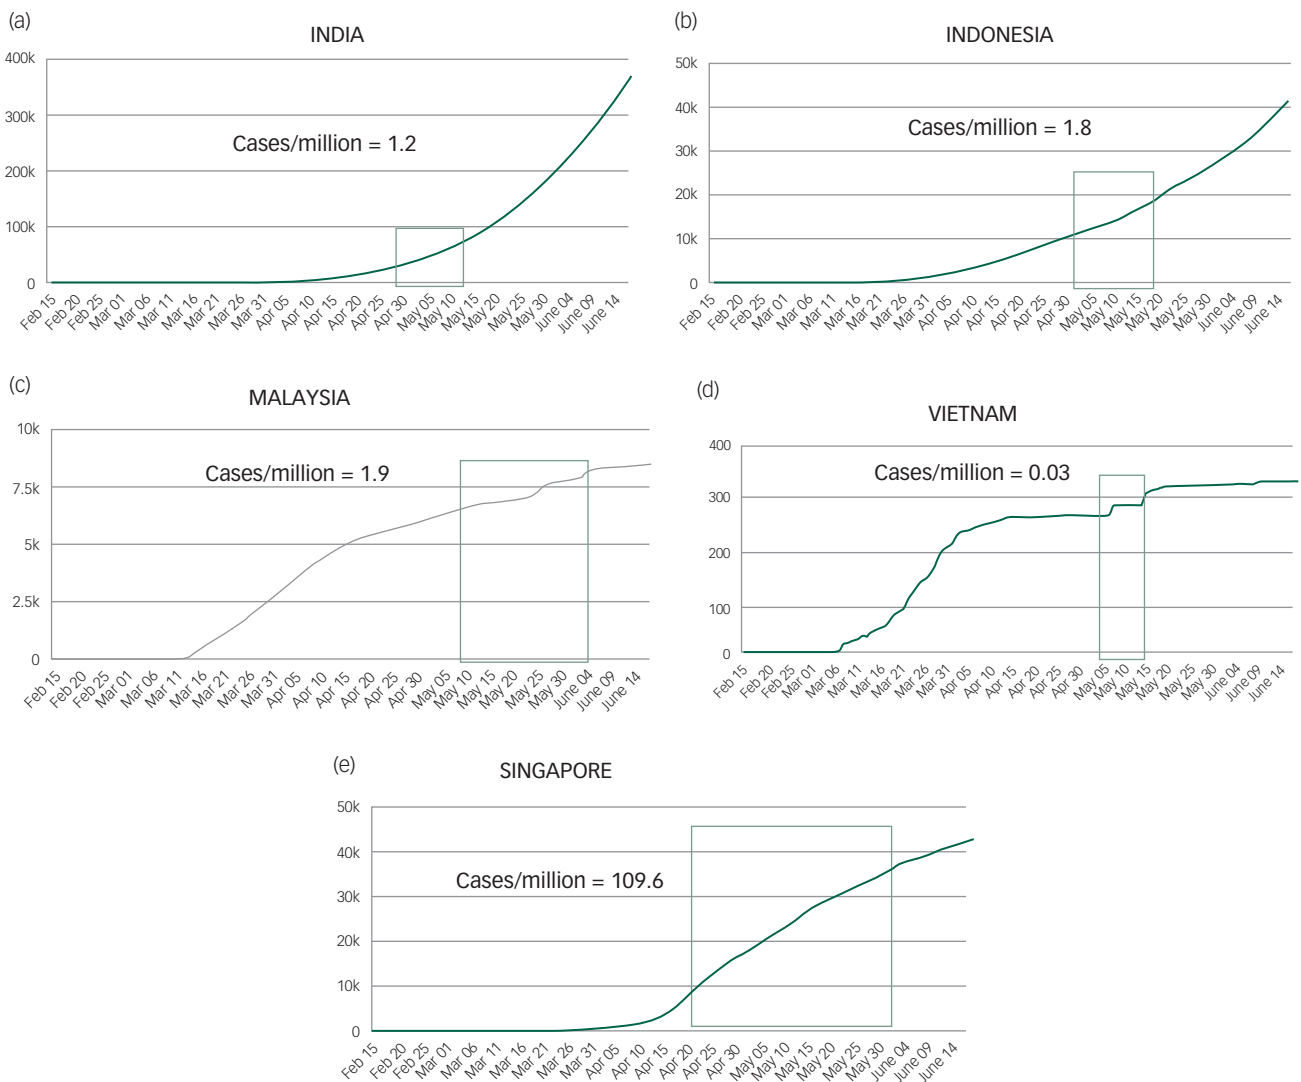 (a)
INDIA
400k
300k
200k
100k
0
Cases/million = 1.2
Feb 15 Feb 20 Feb 25 Mar 01 Mar 06 Mar 11 Mar 16 Mar 21 Mar 26 Mar 31 Apr 05 Apr 10 Apr 15 Apr 20 Apr 25 Apr 30 May 05 May 10 May 15 May 20 May 25 May 30 June 04 June 09 June 14
(b)
INDONESIA
50k
40k
30k
20k
10k
0
Cases/million = 1.8
Feb 15 Feb 20 Feb 25 Mar 01 Mar 06 Mar 11 Mar 16 Mar 21 Mar 26 Mar 31 Apr 05 Apr 10 Apr 15 Apr 20 Apr 25 Apr 30 May 05 May 10 May 15 May 20 May 25 May 30 June 04 June 09 June 14
(c)
MALAYSIA
10k
7.5k
5k
2.5k
0
Cases/million = 1.9
Feb 15 Feb 20 Feb 25 Mar 01 Mar 06 Mar 11 Mar 16 Mar 21 Mar 26 Mar 31 Apr 05 Apr 10 Apr 15 Apr 20 Apr 25 Apr 30 May 05 May 10 May 15 May 20 May 25 May 30 June 04 June 09 June 14
(d)
VIETNAM
400
300
200
100
0
Cases/million = 0.03
Feb 15 Feb 20 Feb 25 Mar 01 Mar 06 Mar 11 Mar 16 Mar 21 Mar 26 Mar 31 Apr 05 Apr 10 Apr 15 Apr 20 Apr 25 Apr 30 May 05 May 10 May 15 May 20 May 25 May 30 June 04 June 09 June 14
(e)
SINGAPORE
50k
40k
30k
20k
10k
0
Cases/million = 109.6
Feb 15 Feb 20 Feb 25 Mar 01 Mar 06 Mar 11 Mar 16 Mar 21 Mar 26 Mar 31 Apr 05 Apr 10 Apr 15 Apr 20 Apr 25 Apr 30 May 05 May 10 May 15 May 20 May 25 May 30 June 04 June 09 June 14